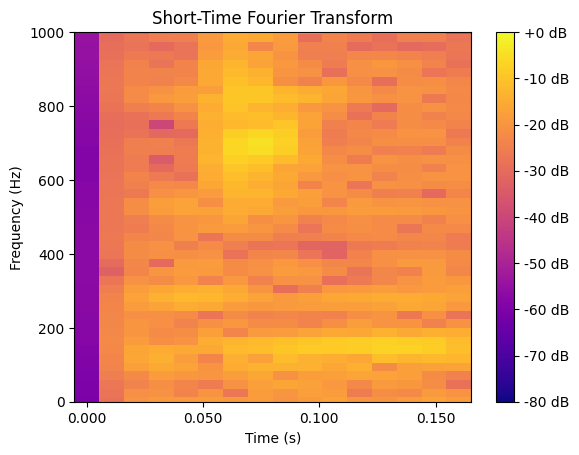 Short-Time Fourier Transform
Frequency (Hz)
1000
800
600
400
200
0
0.000
0.050
0.100
0.150
Time (s)
+0 dB
-10 dB
-20 dB
-30 dB
-40 dB
-50 dB
-60 dB
-70 dB
-80 dB